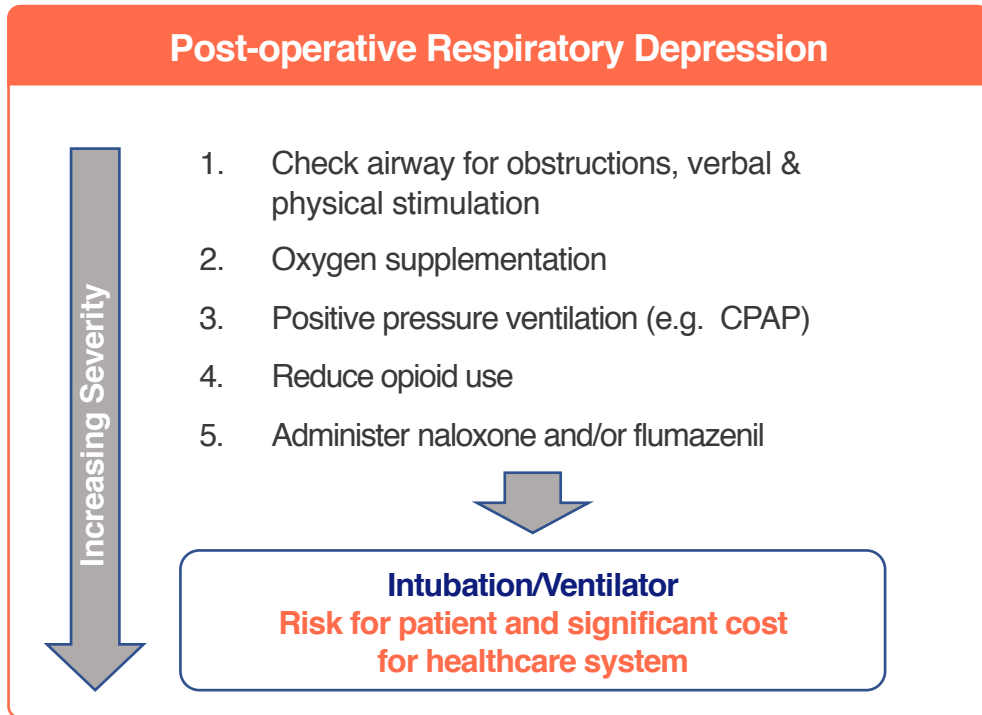 Post-operative Respiratory Depression
Increasing Severity
1. Check airway for obstructions, verbal &
physical stimulation
2. Oxygen supplementation
3. Positive pressure ventilation (e.g. CPAP)
4. Reduce opioid use
5. Administer naloxone and/or flumazenil
Intubation/Ventilator
Risk for patient and significant cost
for healthcare system